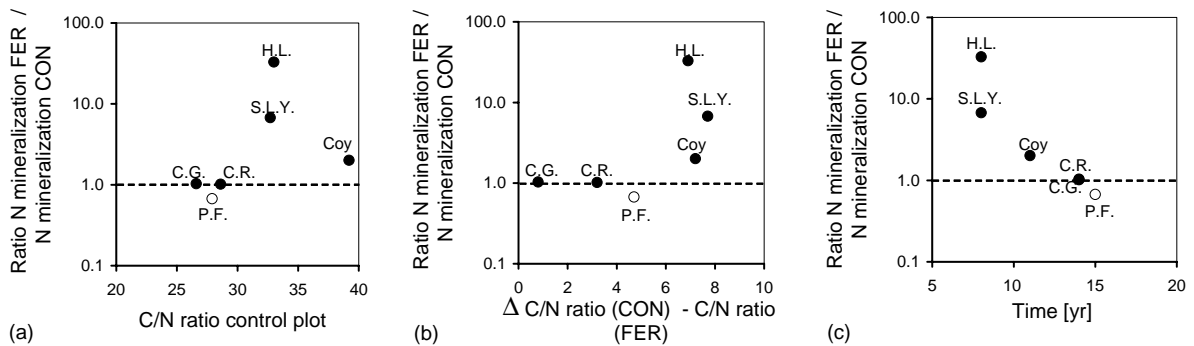 Ratio N mineralization FER /
N mineralization CON
100.0
10.0
1.0
0.1
H.L.
S.L.Y.
Coy
C.G.
C.R.
P.F.
20 25 30 35 40
C/N ratio control plot
(a)
Ratio N mineralization FER /
N mineralization CON
100.0
10.0
1.0
0.1
H.L.
S.L.Y.
Coy
C.G.
C.R.
P.F.
0 2 4 6 8 10
Δ C/N ratio (CON) - C/N ratio
(FER)
(b)
Ratio N mineralization FER /
N mineralization CON
100.0
10.0
1.0
0.1
H.L.
S.L.Y.
Coy
C.R.
C.G.
P.F.
5 10 15 20
Time [yr]
(c)